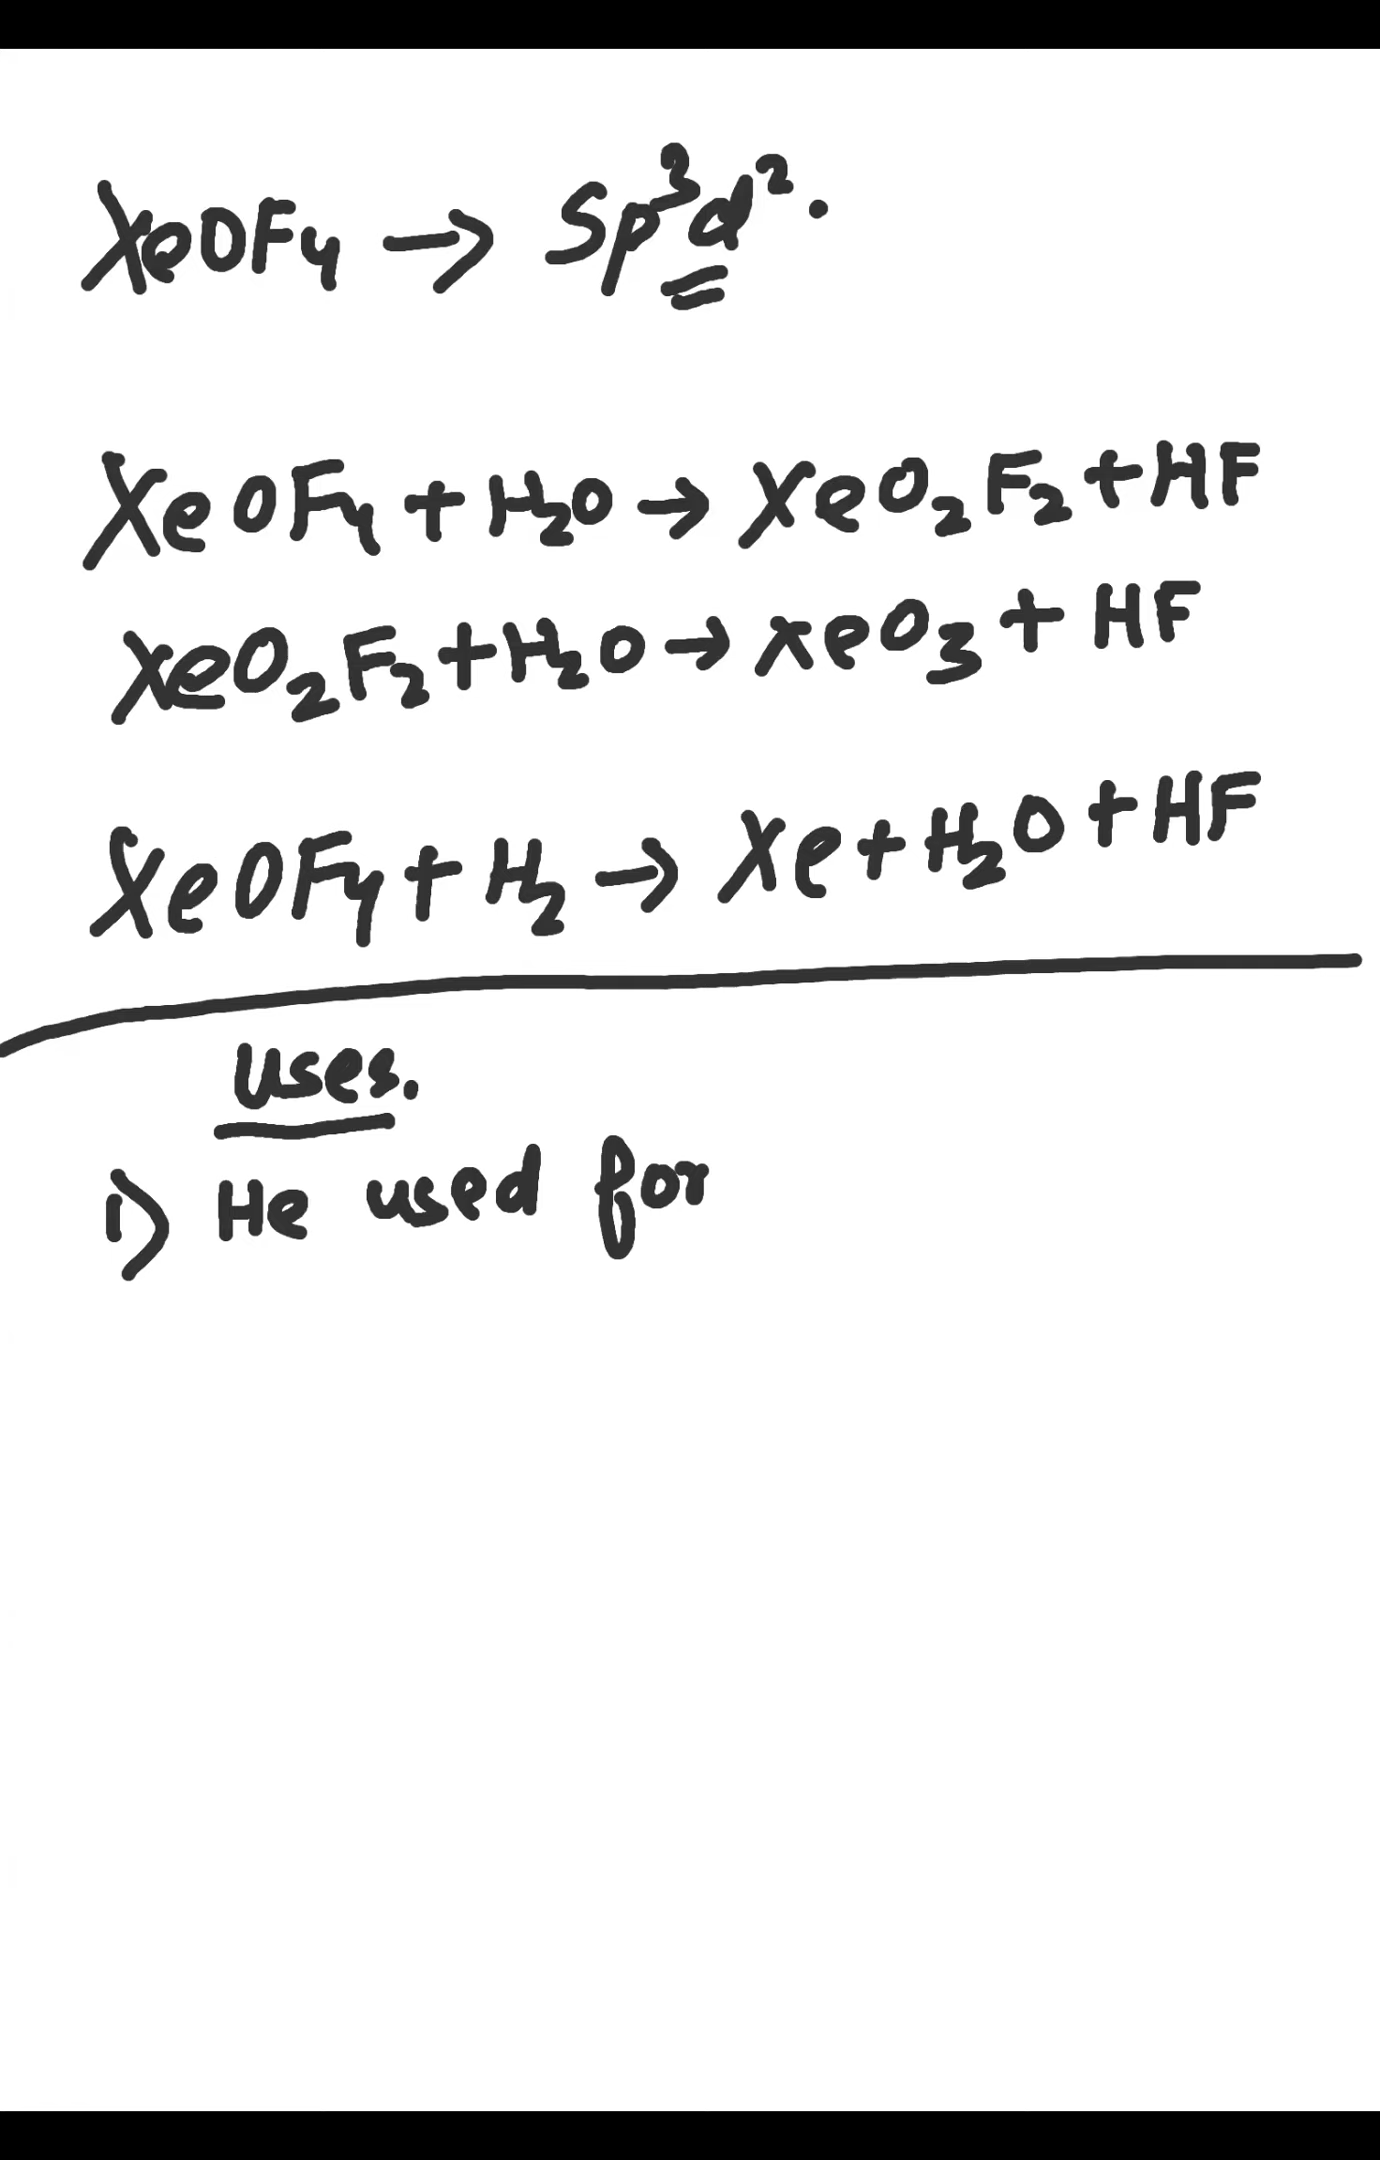 XeOF₄ → Sp³d².
XeOF₄ + H₂O → XeO₂F₂ + HF
XeO₂F₂ + H₂O → XeO₃ + HF
XeOF₄ + H₂ → Xe + H₂O + HF
Uses.
1) He used for